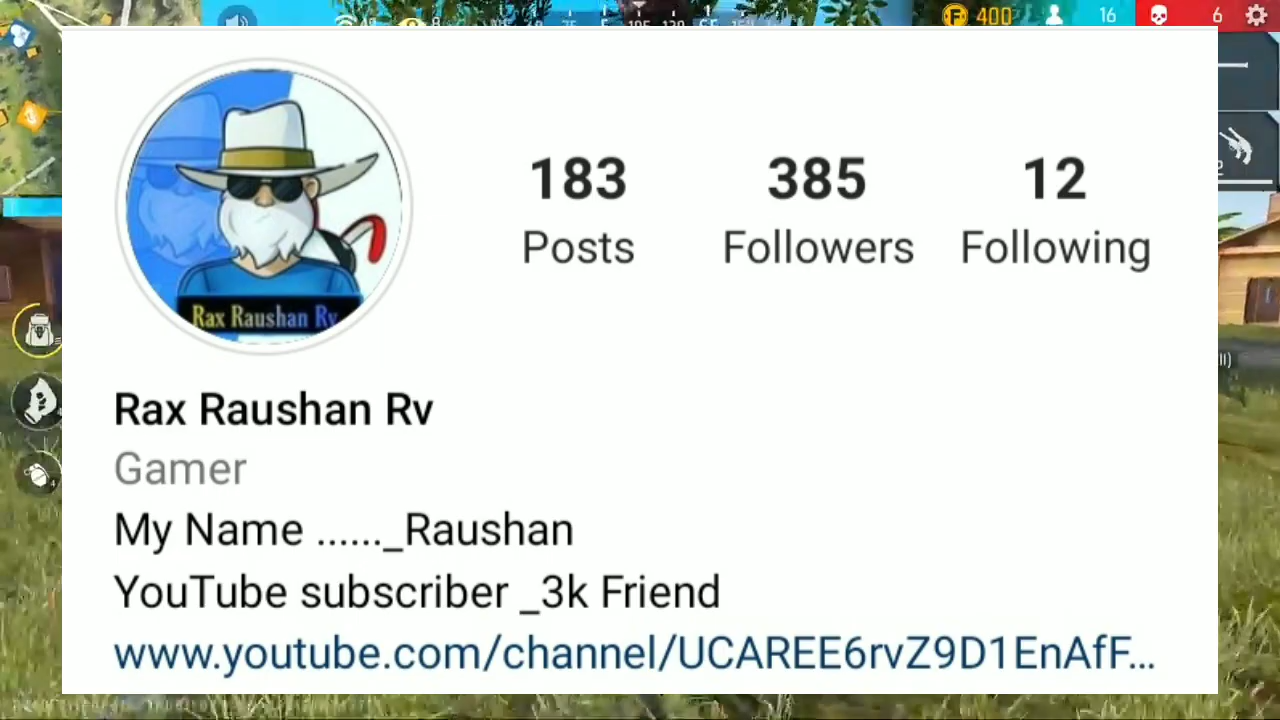 400
16
6
183 385 12
Posts Followers Following
Rax Raushan Rv
Rax Raushan Rv
Gamer
My Name ......_Raushan
YouTube subscriber _3k Friend
www.youtube.com/channel/UCAREE6rvZ9D1EnAfF...